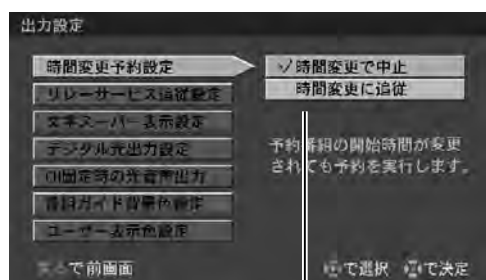 出力設定
時間変更予約設定
リレーサービス追従設定
文字スーパー表示設定
デジタル光出力設定
番組ガイド背景色設定
ユーザー表示色設定
✓時間変更で中止
時間変更に追従
予約番組の開始時間が変更
されても予約を実行します。
で前画面
で選択 で決定